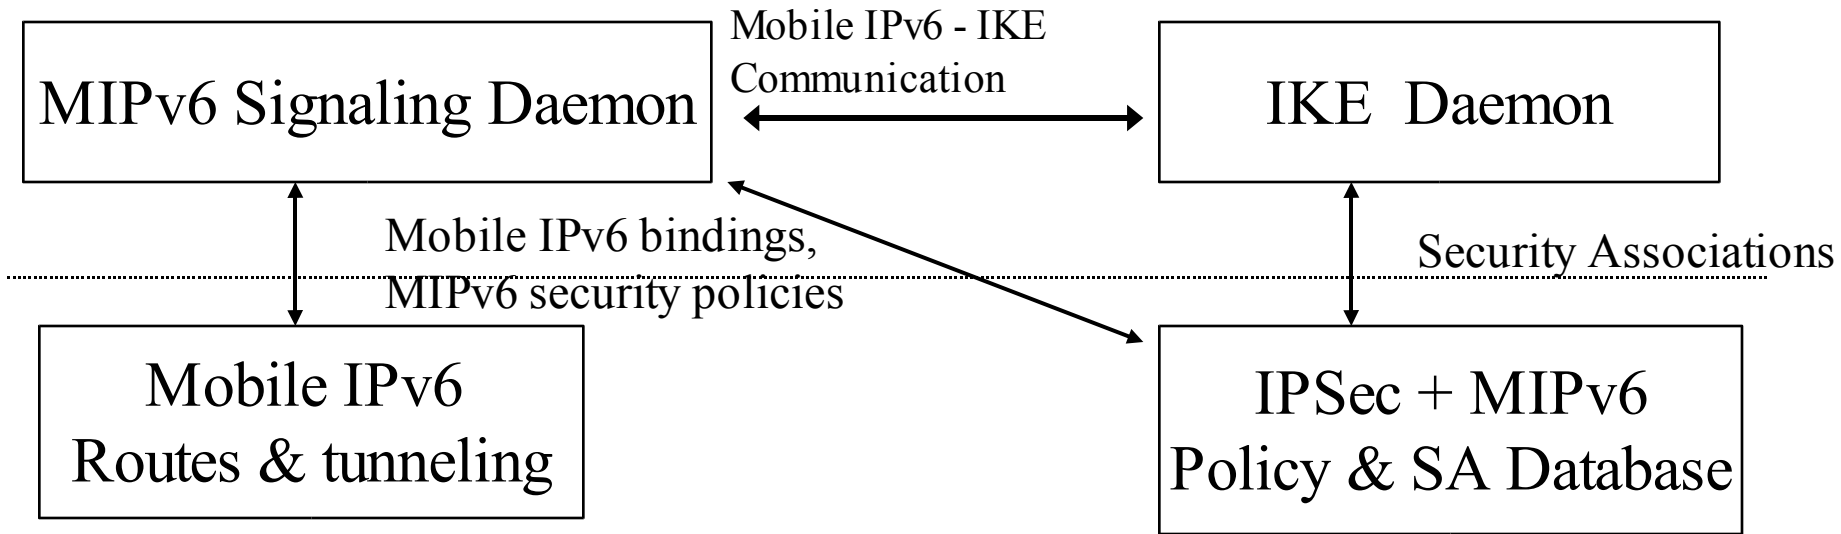 Mobile IPv6 - IKE
Communication
MIPv6 Signaling Daemon
IKE Daemon
Mobile IPv6 bindings,
MIPv6 security policies
Security Associations
Mobile IPv6
Routes & tunneling
IPSec + MIPv6
Policy & SA Database